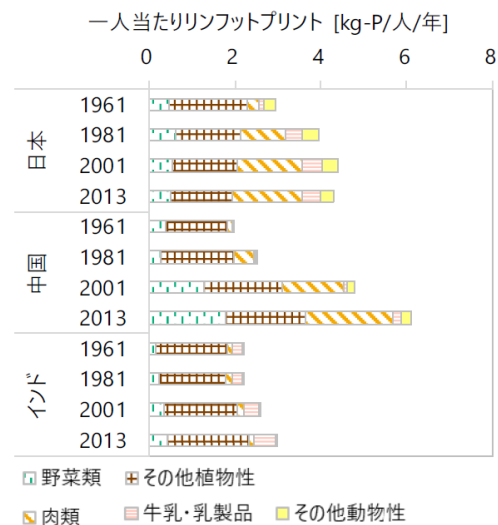 一人当たりリンフットプリント [kg-P/人/年]
0 2 4 6 8
日本
1961
1981
2001
2013
中国
1961
1981
2001
2013
インド
1961
1981
2001
2013
野菜類 その他植物性
肉類 牛乳・乳製品 その他動物性